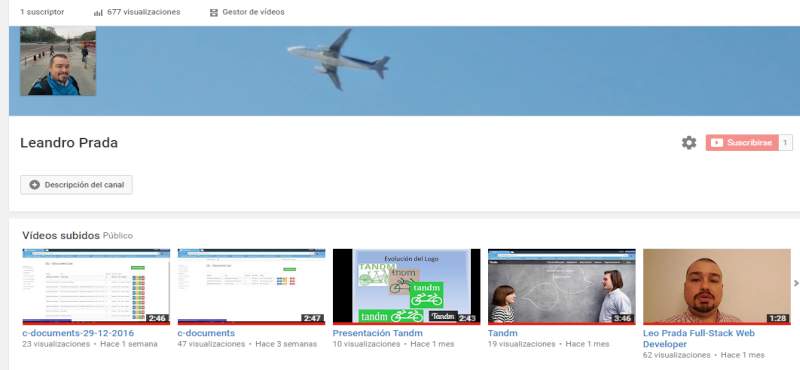 1 suscriptor 677 visualizaciones Gestor de vídeos
Leandro Prada
Suscribirse 1
Descripción del canal
Vídeos subidos Público
Evolución del Logo
TANDM
tnom
tandm
tandm
Tandm
2:46
2:47
2:43
3:46
1:28
c-documents-29-12-2016
23 visualizaciones • Hace 1 semana
c-documents
47 visualizaciones • Hace 3 semanas
Presentación Tandm
10 visualizaciones • Hace 1 mes
Tandm
19 visualizaciones • Hace 1 mes
Leo Prada Full-Stack Web
Developer
62 visualizaciones • Hace 1 mes